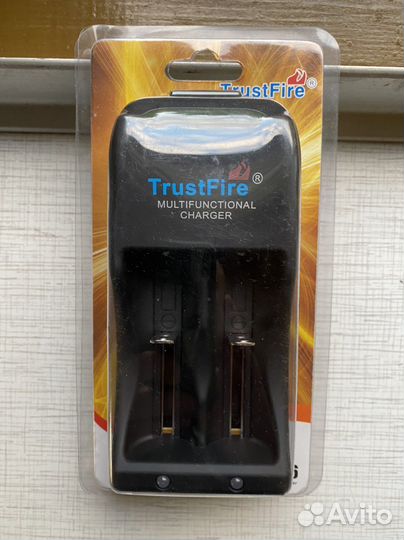 TrustFire®
TrustFire®
MULTIFUNCTIONAL
CHARGER
Avito